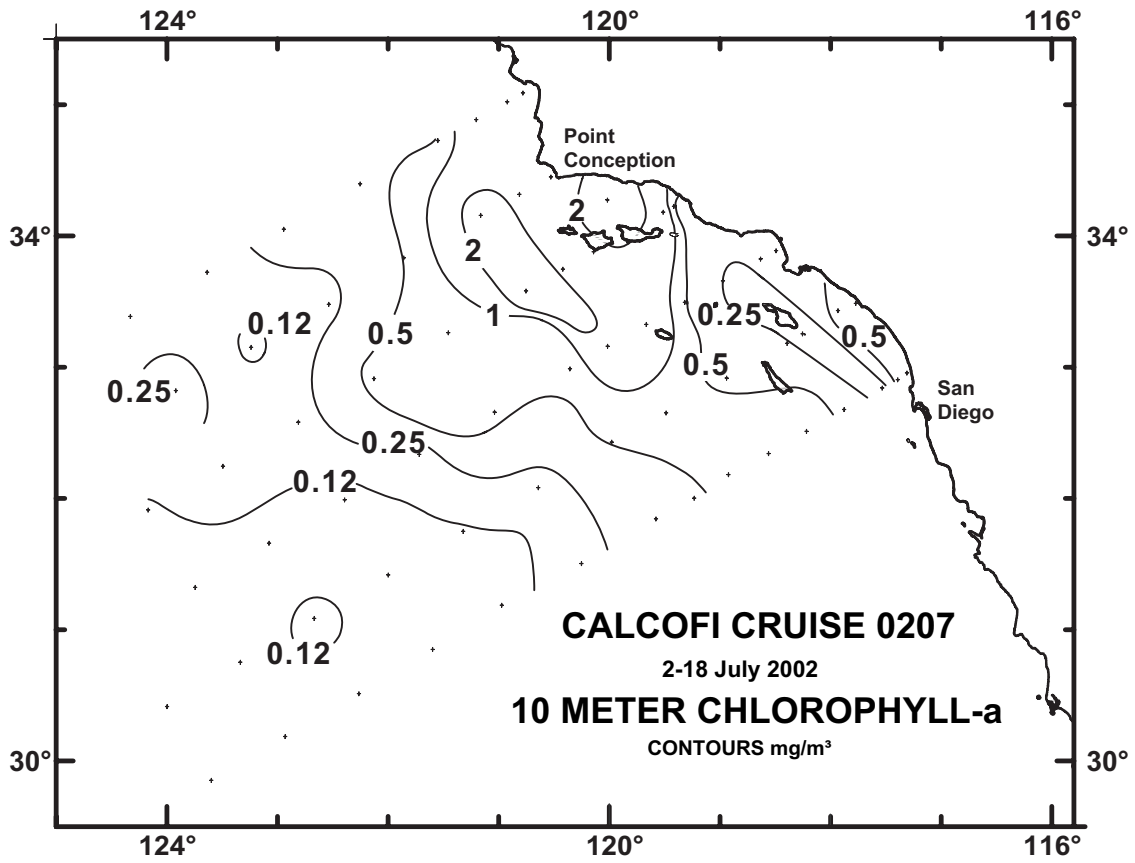 124° 120° 116°
Point
Conception
2
34° 34°
2
0.25
1
0.12
0.5
0.5
0.5
0.25
San
Diego
0.25
0.12
CALCOFI CRUISE 0207
0.12
2-18 July 2002
10 METER CHLOROPHYLL-a
CONTOURS mg/m³
30° 30°
124° 120° 116°